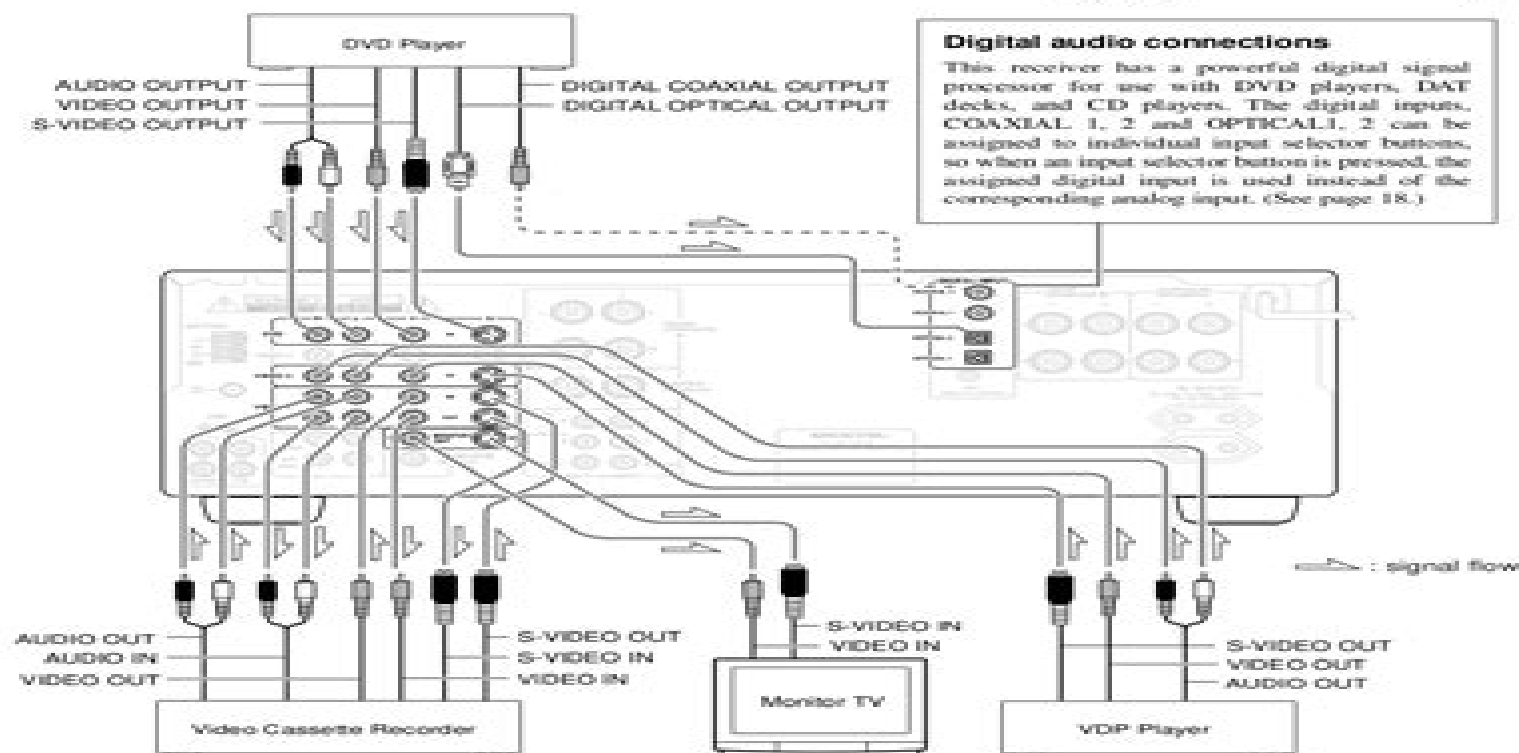 DVD Player
AUDIO OUTPUT
VIDEO OUTPUT
S-VIDEO OUTPUT
DIGITAL COAXIAL OUTPUT
DIGITAL OPTICAL OUTPUT
Digital audio connections
This receiver has a powerful digital signal
processor for use with DVD players, DAT
decks, and CD players. The digital inputs,
COAXIAL 1, 2 and OPTICAL1, 2 can be
assigned to individual input selector buttons,
so when an input selector button is pressed, the
assigned digital input is used instead of the
corresponding analog input. (See page 18.)
: signal flow
AUDIO OUT
AUDIO IN
VIDEO OUT
S-VIDEO OUT
S-VIDEO IN
VIDEO IN
Video Cassette Recorder
S-VIDEO IN
VIDEO IN
Monitor TV
S-VIDEO OUT
VIDEO OUT
AUDIO OUT
VDP Player